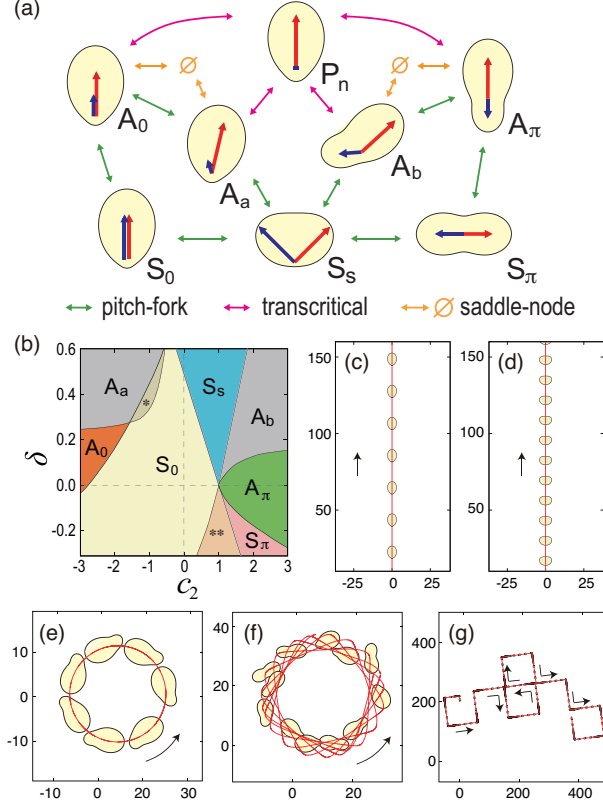 (a)
P_n
A_0
∅
∅
A_π
A_a
A_b
S_0
S_s
S_π
pitch-fork
transcritical
∅ saddle-node
(b)
0.6
0.4
0.2
0.0
-0.2
δ
A_a
*
S_s
A_b
A_0
S_0
A_π
**
S_π
-3 -2 -1 0 1 2 3
c_2
(c)
150
100
50
0
-25 0 25
(d)
150
100
50
0
-25 0 25
(e)
10
0
-10
-10 0 10 20 30
(f)
40
20
0
0 20 40
(g)
400
200
0
0 200 400